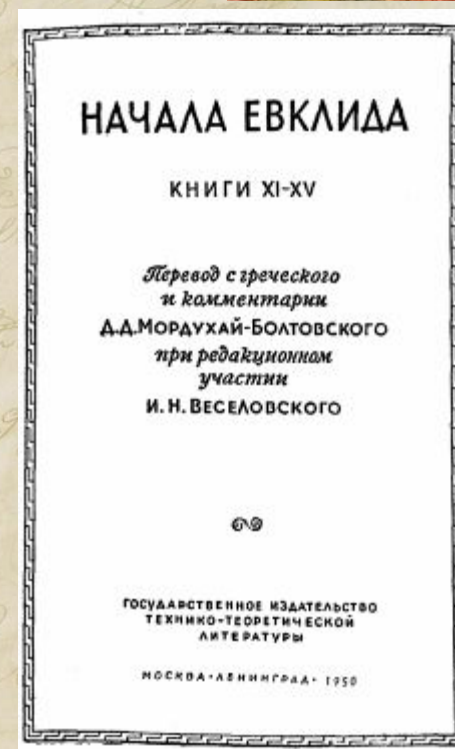 НАЧАЛА ЕВКЛИДА
КНИГИ XI-XV
Перевод с греческого
и комментарии
Д.Д.МОРДУХАЙ-БОЛТОВСКОГО
при редакционном
участии
И. Н. ВЕСЕЛОВСКОГО
ГОСУДАРСТВЕННОЕ ИЗДАТЕЛЬСТВО
ТЕХНИКО-ТЕОРЕТИЧЕСКОЙ
ЛИТЕРАТУРЫ
МОСКВА•ЛЕНИНГРАД• 1950